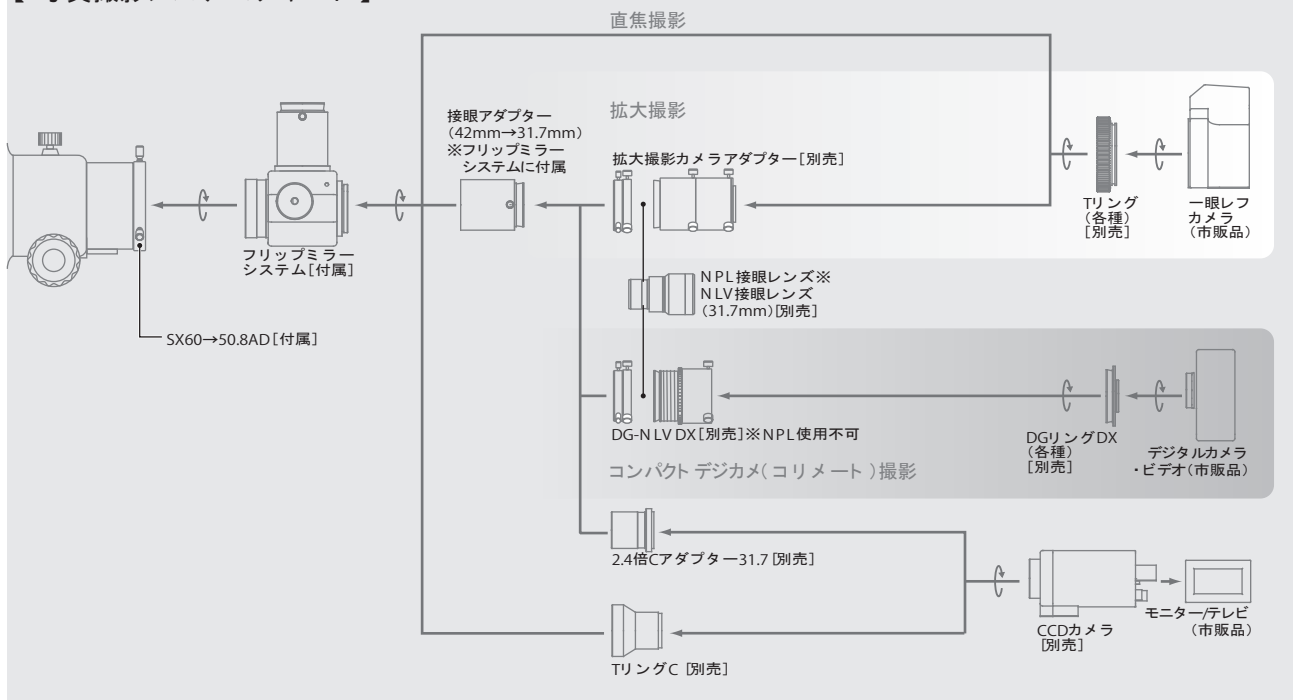 直焦撮影
拡大撮影
接眼アダプター
(42mm→31.7mm)
※フリップミラー
システムに付属
拡大撮影カメラアダプター[別売]
Tリング
(各種)
[別売]
一眼レフ
カメラ
(市販品)
フリップミラー
システム[付属]
NPL接眼レンズ※
NLV接眼レンズ
(31.7mm)[別売]
SX60→50.8AD[付属]
DG-NLV DX[別売]※NPL使用不可
DGリングDX
(各種)
[別売]
デジタルカメラ
・ビデオ(市販品)
コンパクトデジカメ(コリメート)撮影
2.4倍Cアダプター31.7 [別売]
CCDカメラ
[別売]
モニター/テレビ
(市販品)
TリングC [別売]